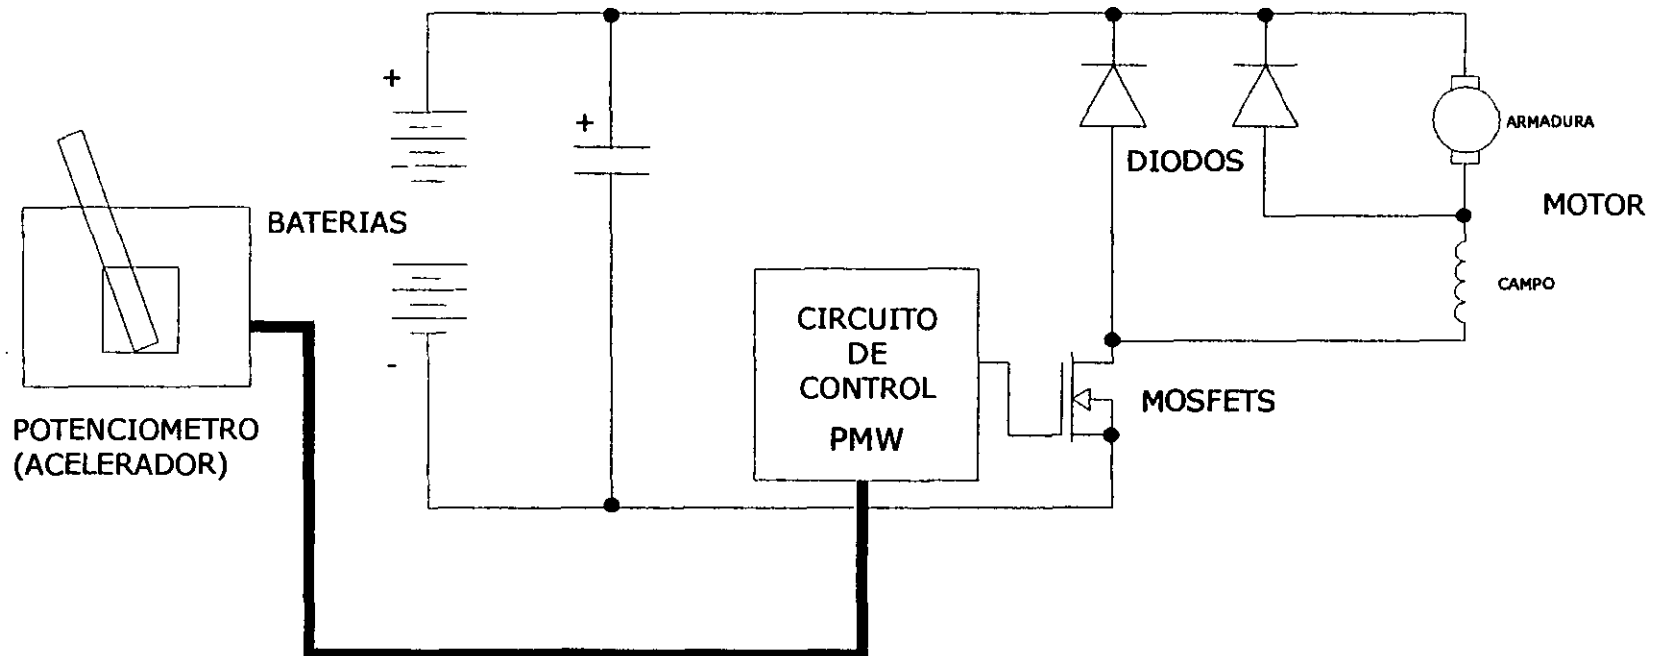 +
+
ARMADURA
DIODOS
MOTOR
BATERIAS
CAMPO
CIRCUITO
DE
CONTROL
PMW
-
MOSFETS
POTENCIOMETRO
(ACELERADOR)